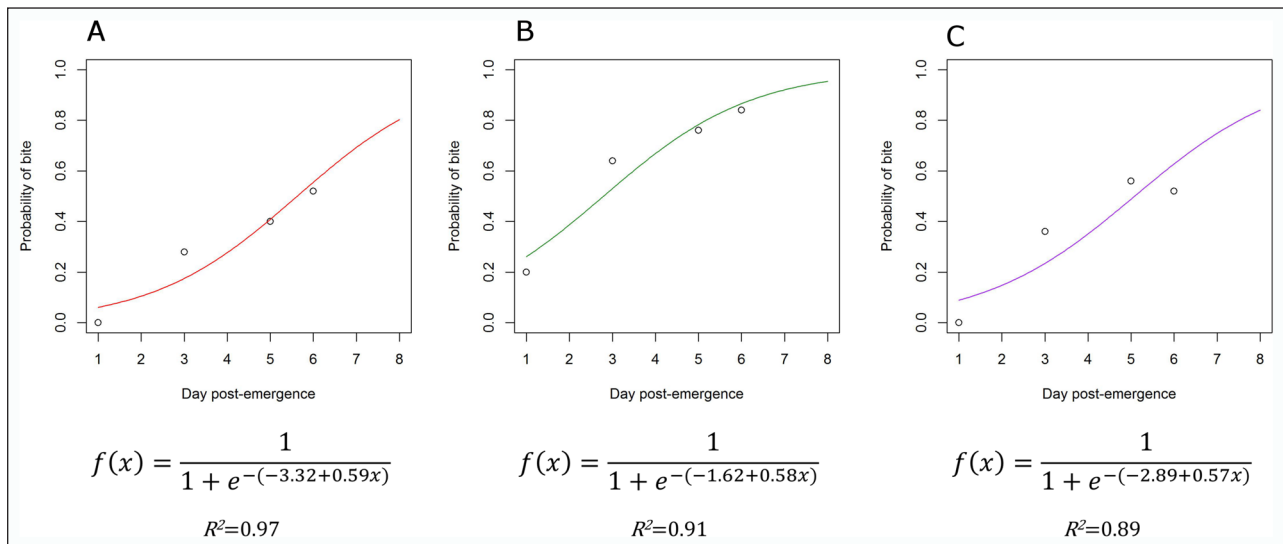 A
1.0
0.8
0.6
0.4
0.2
0.0
Probability of bite
1 2 3 4 5 6 7 8
Day post-emergence
f(x) = 1 / (1 + e^{-(-3.32+0.59x)})
R²=0.97
B
1.0
0.8
0.6
0.4
0.2
0.0
Probability of bite
1 2 3 4 5 6 7 8
Day post-emergence
f(x) = 1 / (1 + e^{-(-1.62+0.58x)})
R²=0.91
C
1.0
0.8
0.6
0.4
0.2
0.0
Probability of bite
1 2 3 4 5 6 7 8
Day post-emergence
f(x) = 1 / (1 + e^{-(-2.89+0.57x)})
R²=0.89